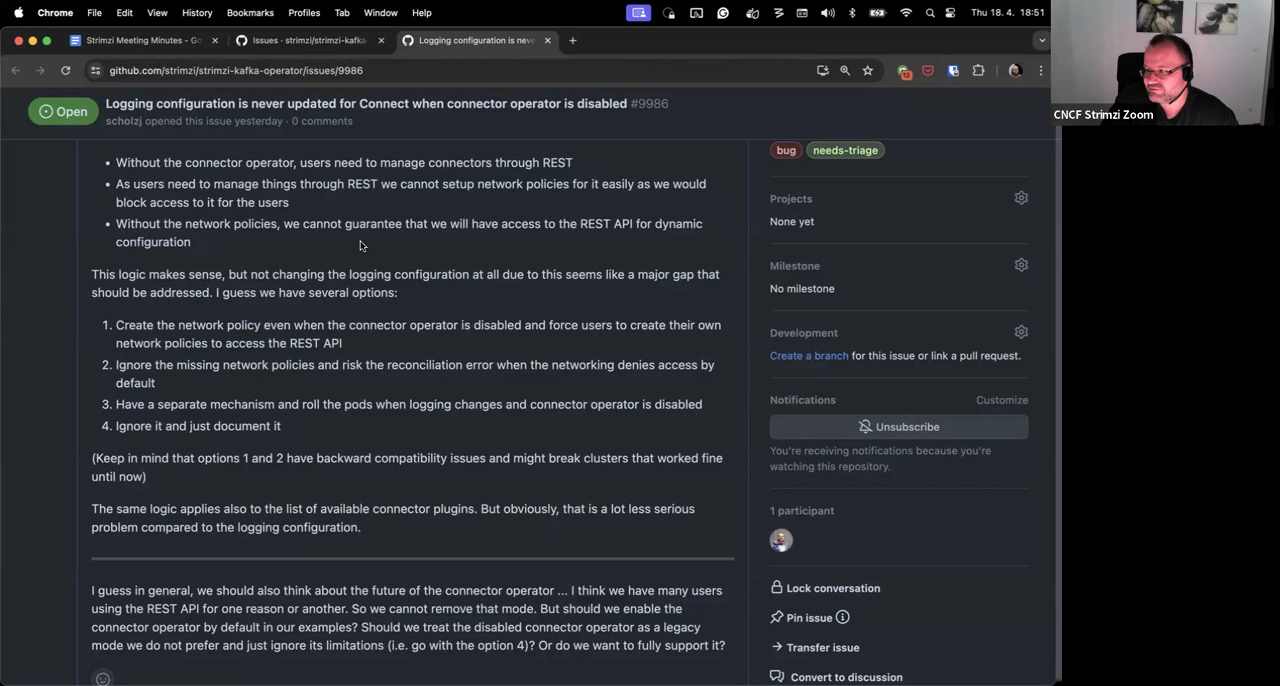 Chrome File Edit View History Bookmarks Profiles Tab Window Help Thu 18. 4. 18:51
Strimzi Meeting Minutes - Go Issues · strimzi/strimzi-kafka- Logging configuration is neve
github.com/strimzi/strimzi-kafka-operator/issues/9986
12
CNCF Strimzi Zoom
Open
Logging configuration is never updated for Connect when connector operator is disabled #9986
scholzj opened this issue yesterday · 0 comments
• Without the connector operator, users need to manage connectors through REST
• As users need to manage things through REST we cannot setup network policies for it easily as we would
block access to it for the users
• Without the network policies, we cannot guarantee that we will have access to the REST API for dynamic
configuration
This logic makes sense, but not changing the logging configuration at all due to this seems like a major gap that
should be addressed. I guess we have several options:
1. Create the network policy even when the connector operator is disabled and force users to create their own
network policies to access the REST API
2. Ignore the missing network policies and risk the reconciliation error when the networking denies access by
default
3. Have a separate mechanism and roll the pods when logging changes and connector operator is disabled
4. Ignore it and just document it
(Keep in mind that options 1 and 2 have backward compatibility issues and might break clusters that worked fine
until now)
The same logic applies also to the list of available connector plugins. But obviously, that is a lot less serious
problem compared to the logging configuration.
I guess in general, we should also think about the future of the connector operator ... I think we have many users
using the REST API for one reason or another. So we cannot remove that mode. But should we enable the
connector operator by default in our examples? Should we treat the disabled connector operator as a legacy
mode we do not prefer and just ignore its limitations (i.e. go with the option 4)? Or do we want to fully support it?
bug needs-triage
Projects
None yet
Milestone
No milestone
Development
Create a branch for this issue or link a pull request.
Notifications Customize
Unsubscribe
You're receiving notifications because you're
watching this repository.
1 participant
Lock conversation
Pin issue
Transfer issue
Convert to discussion